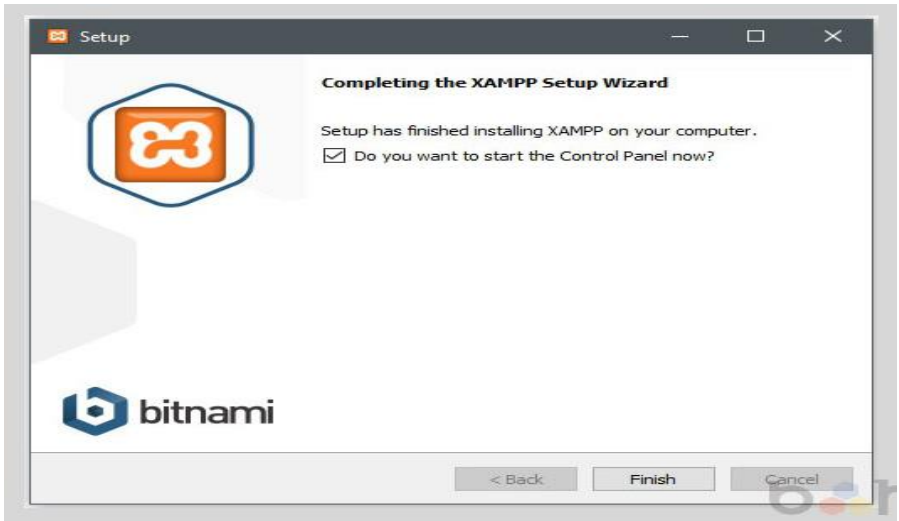 Setup
Completing the XAMPP Setup Wizard
Setup has finished installing XAMPP on your computer.
Do you want to start the Control Panel now?
bitnami
< Back
Finish
Cancel